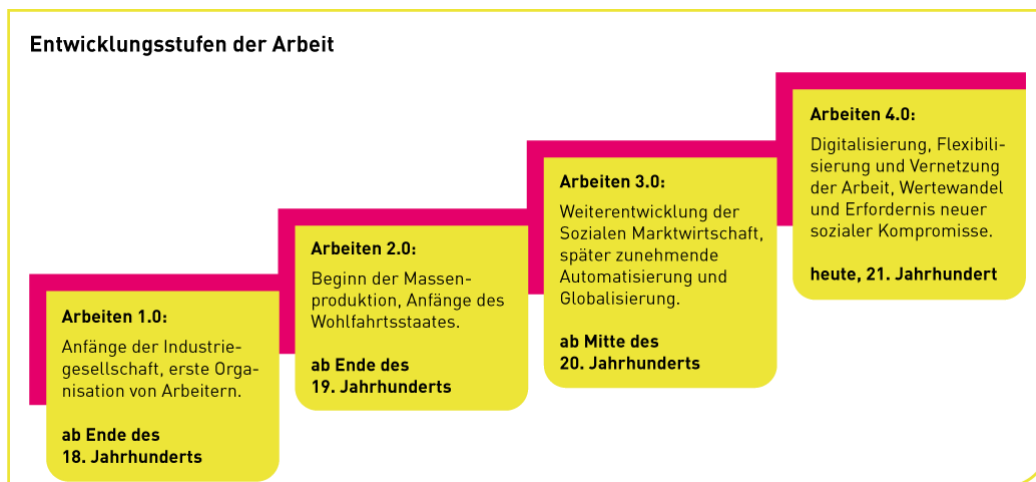 Entwicklungsstufen der Arbeit
Arbeiten 1.0:
Anfänge der Industrie-
gesellschaft, erste Orga-
nisation von Arbeitern.
ab Ende des
18. Jahrhunderts
Arbeiten 2.0:
Beginn der Massen-
produktion, Anfänge des
Wohlfahrtsstaates.
ab Ende des
19. Jahrhunderts
Arbeiten 3.0:
Weiterentwicklung der
Sozialen Marktwirtschaft,
später zunehmende
Automatisierung und
Globalisierung.
ab Mitte des
20. Jahrhunderts
Arbeiten 4.0:
Digitalisierung, Flexibili-
sierung und Vernetzung
der Arbeit, Wertewandel
und Erfordernis neuer
sozialer Kompromisse.
heute, 21. Jahrhundert